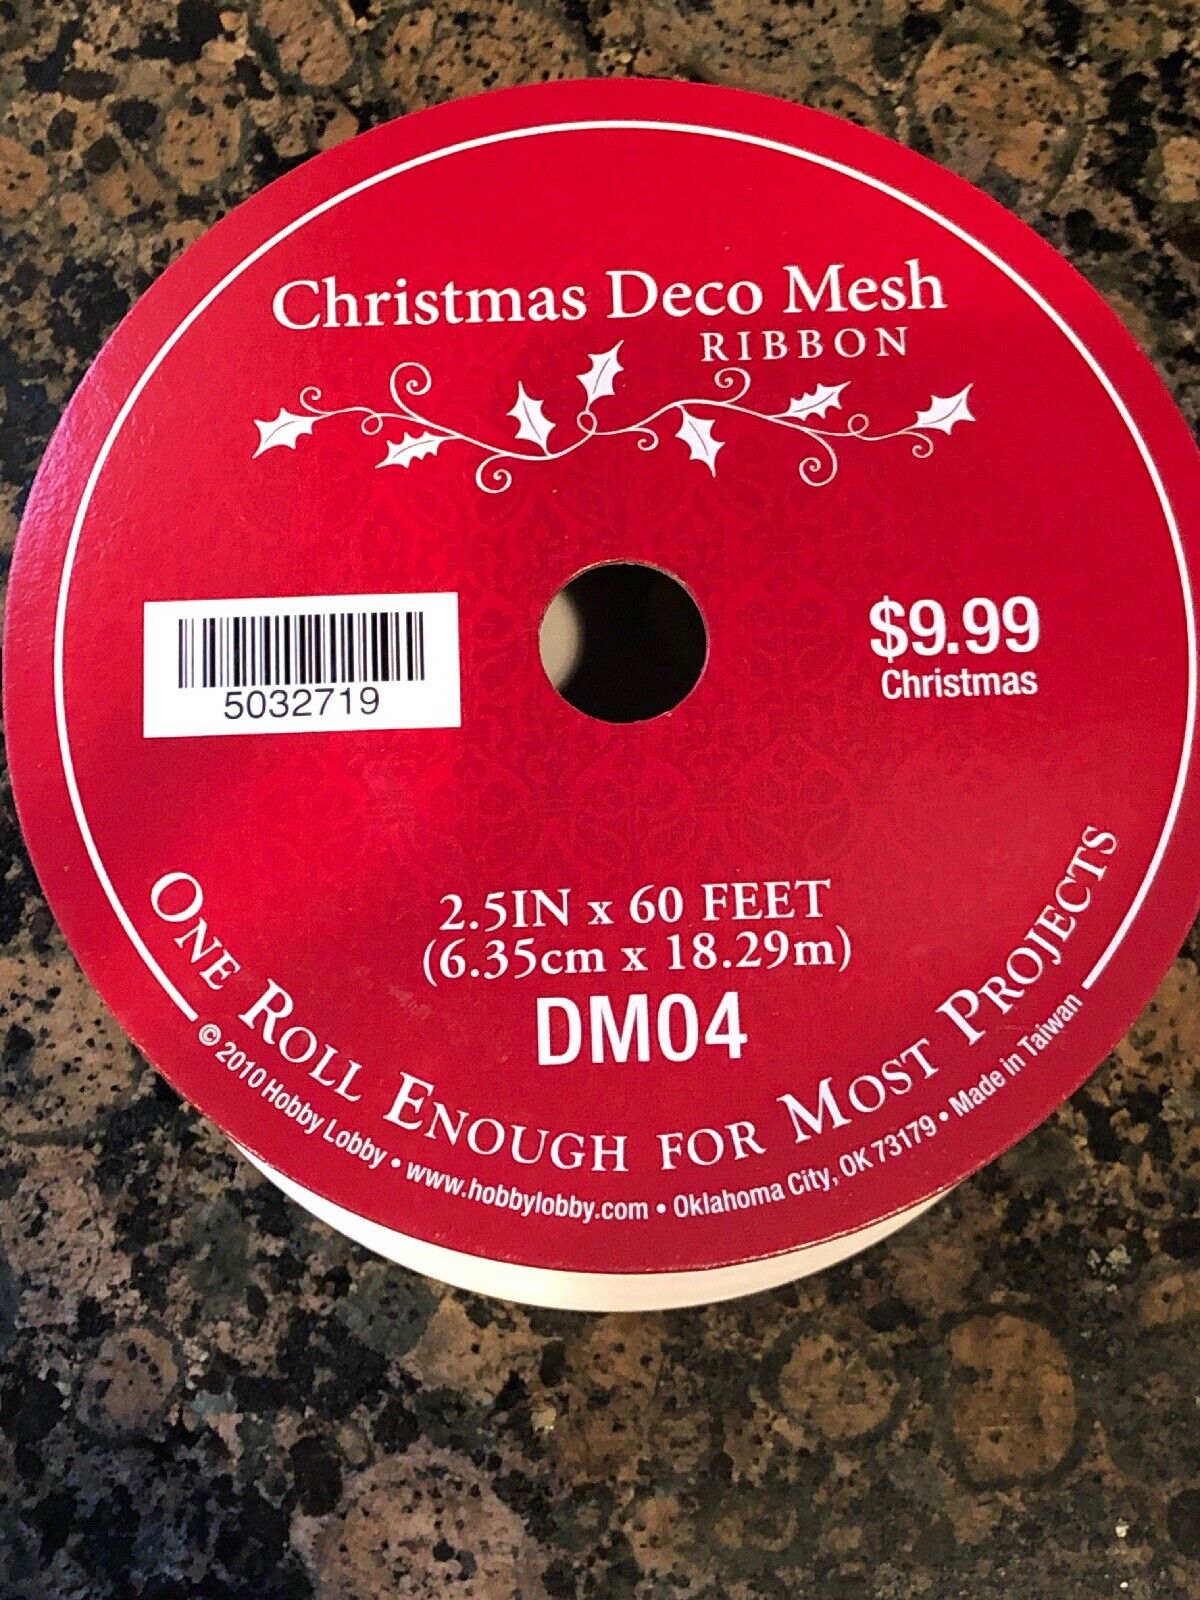 Christmas Deco Mesh
RIBBON
5032719
$9.99
Christmas
2.5IN x 60 FEET
(6.35cm x 18.29m)
DM04
ONE ROLL ENOUGH FOR MOST PROJECTS
© 2010 Hobby Lobby • www.hobbylobby.com • Oklahoma City, OK 73179 • Made in Taiwan